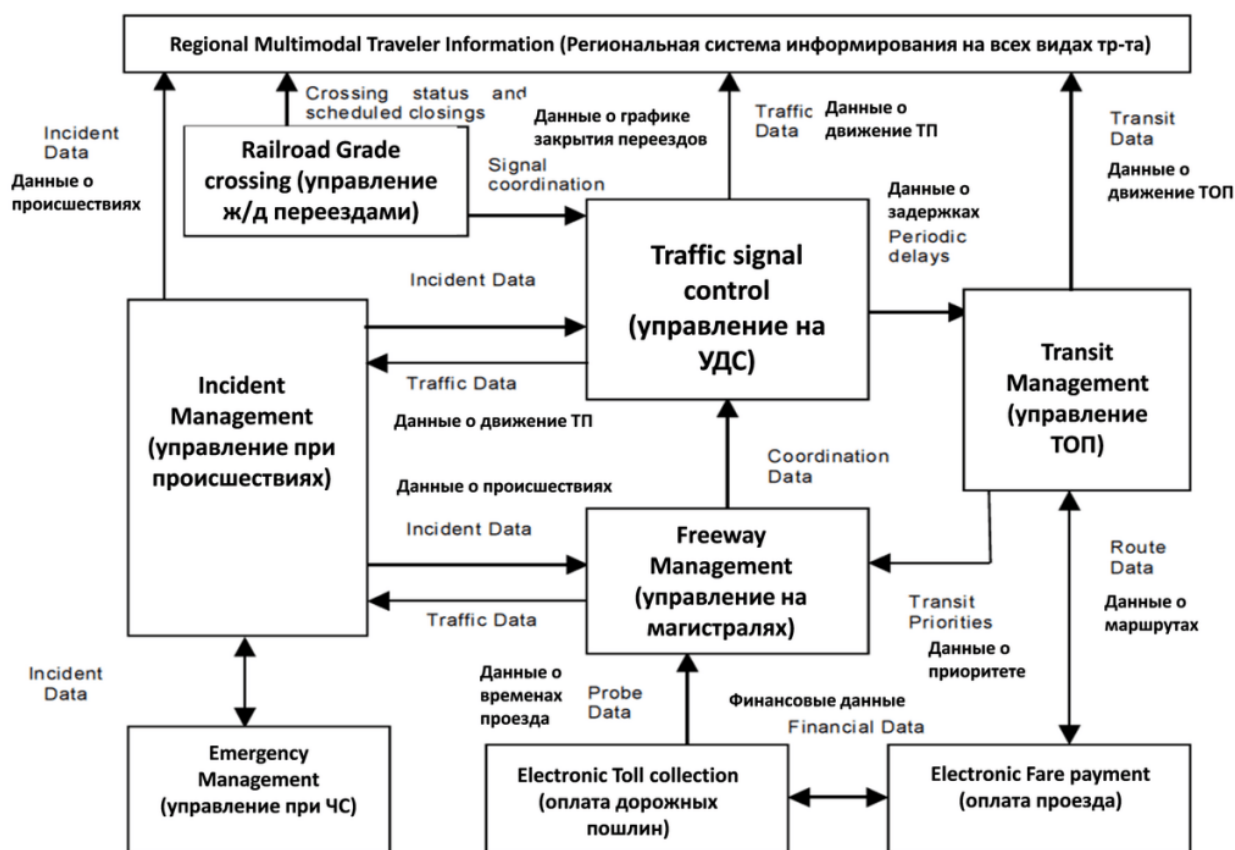 Regional Multimodal Traveler Information (Региональная система информирования на всех видах тр-та)
Incident
Data
Данные о
происшествиях
Crossing status and
scheduled closings
Railroad Grade
crossing (управление
ж/д переездами)
Данные о графике
закрытия переездов
Signal
coordination
Traffic
Data
Данные о
движение ТП
Transit
Data
Данные о
движение ТОП
Данные о
задержках
Periodic
delays
Traffic signal
control
(управление на
УДС)
Incident Data
Traffic Data
Данные о движение ТП
Incident
Management
(управление при
происшествиях)
Transit
Management
(управление
ТОП)
Coordination
Data
Данные о происшествиях
Incident Data
Traffic Data
Freeway
Management
(управление на
магистралях)
Transit
Priorities
Данные о
приоритете
Route
Data
Данные о
маршрутах
Incident
Data
Данные о
временах
проезда
Probe
Data
Финансовые данные
Financial Data
Emergency
Management
(управление при ЧС)
Electronic Toll collection
(оплата дорожных
пошлин)
Electronic Fare payment
(оплата проезда)